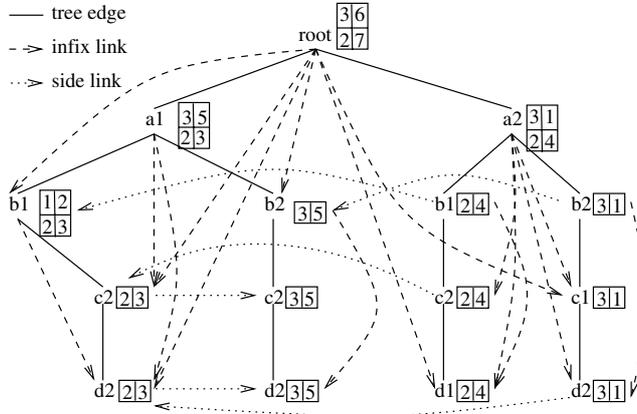 tree edge
infix link
side link
root
3 6
2 7
a1
3 5
2 3
a2
3 1
2 4
b1
1 2
2 3
b2
3 5
b1 2 4
b2 3 1
c2 2 3
c2 3 5
c2 2 4
c1 3 1
d2 2 3
d2 3 5
d1 2 4
d2 3 1